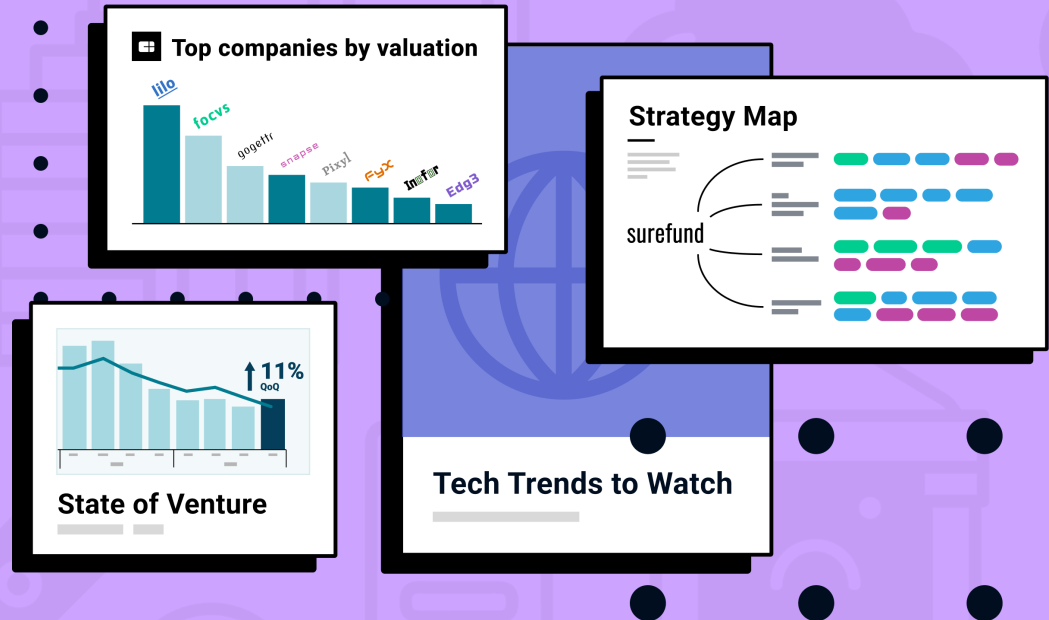 Top companies by valuation
lilo
focvs
gogettr
snapse
Pixyl
FyX
Inofor
Edg3
Strategy Map
surefund
11%
QoQ
State of Venture
Tech Trends to Watch